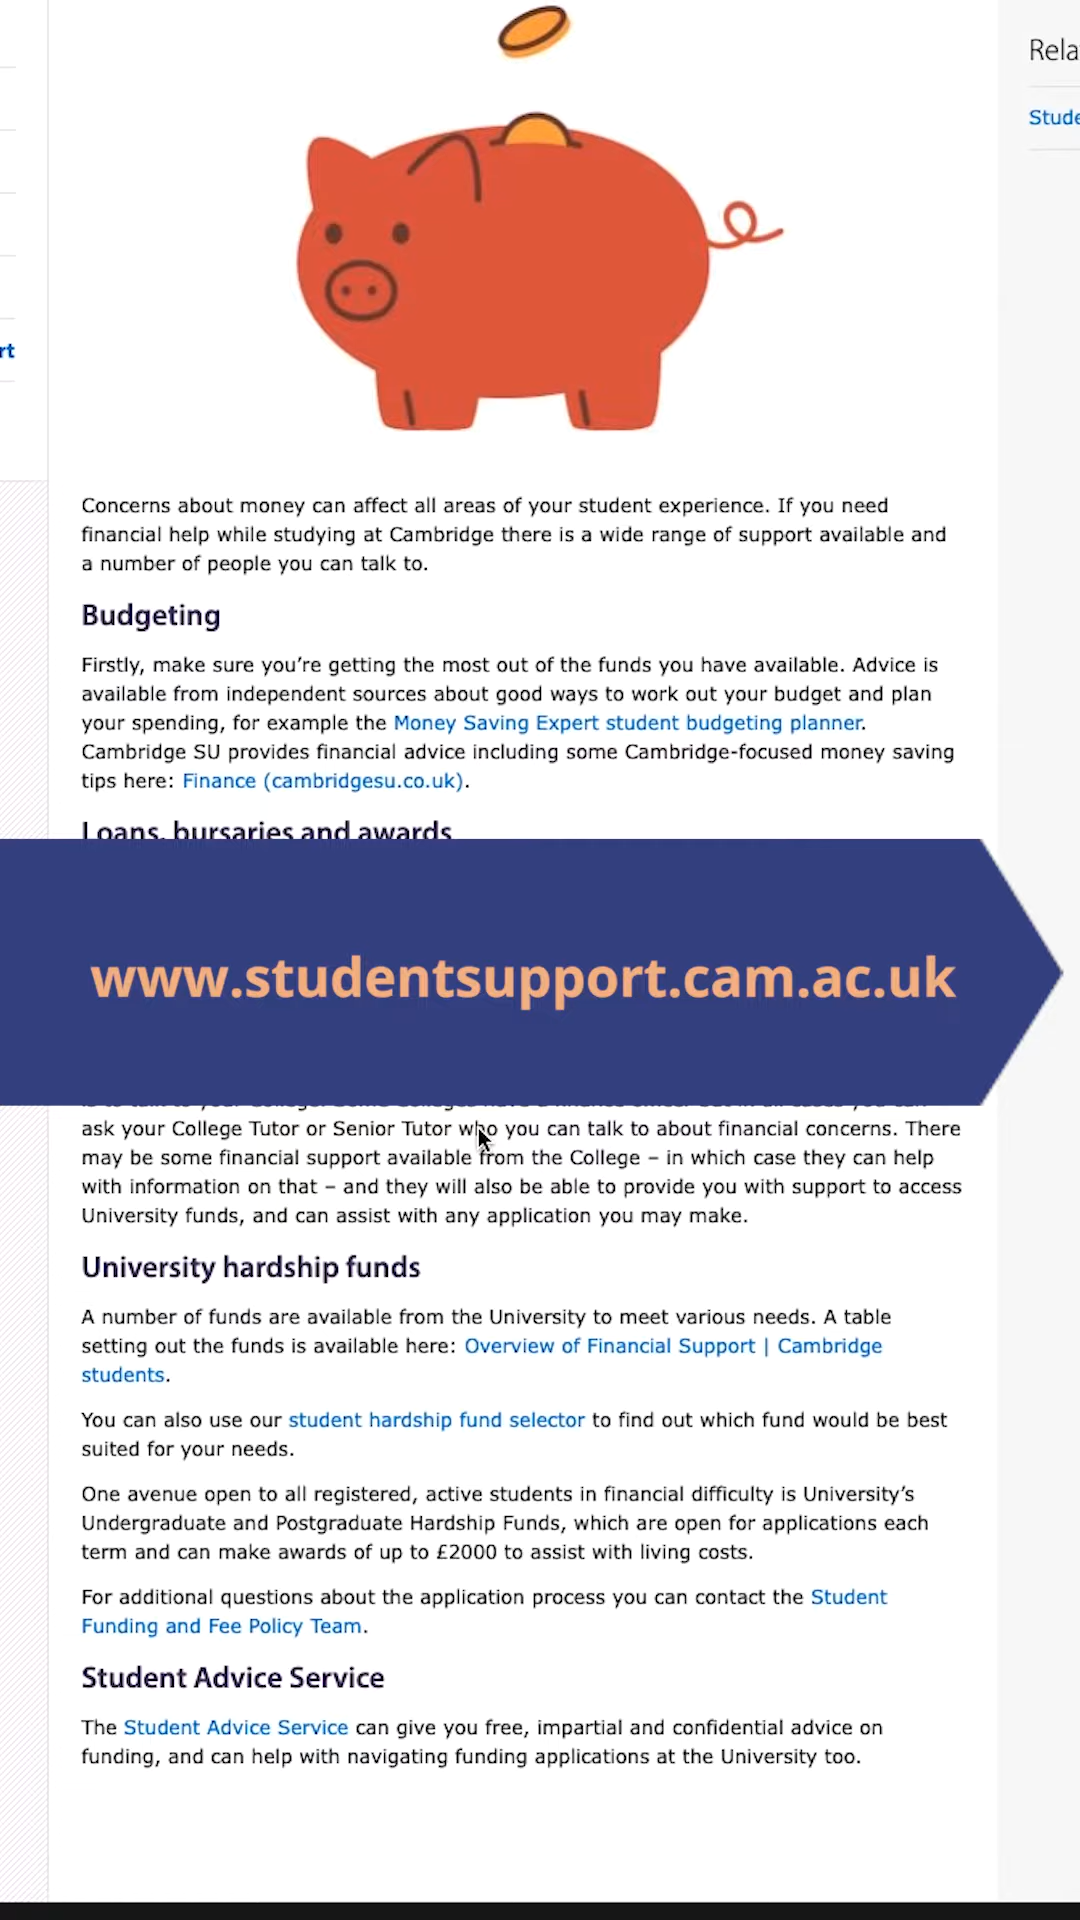 Rela
Stude
rt
Concerns about money can affect all areas of your student experience. If you need
financial help while studying at Cambridge there is a wide range of support available and
a number of people you can talk to.
Budgeting
Firstly, make sure you’re getting the most out of the funds you have available. Advice is
available from independent sources about good ways to work out your budget and plan
your spending, for example the Money Saving Expert student budgeting planner.
Cambridge SU provides financial advice including some Cambridge-focused money saving
tips here: Finance (cambridgesu.co.uk).
Loans, bursaries and awards
www.studentsupport.cam.ac.uk
ask your College Tutor or Senior Tutor who you can talk to about financial concerns. There
may be some financial support available from the College – in which case they can help
with information on that – and they will also be able to provide you with support to access
University funds, and can assist with any application you may make.
University hardship funds
A number of funds are available from the University to meet various needs. A table
setting out the funds is available here: Overview of Financial Support | Cambridge
students.
You can also use our student hardship fund selector to find out which fund would be best
suited for your needs.
One avenue open to all registered, active students in financial difficulty is University’s
Undergraduate and Postgraduate Hardship Funds, which are open for applications each
term and can make awards of up to £2000 to assist with living costs.
For additional questions about the application process you can contact the Student
Funding and Fee Policy Team.
Student Advice Service
The Student Advice Service can give you free, impartial and confidential advice on
funding, and can help with navigating funding applications at the University too.